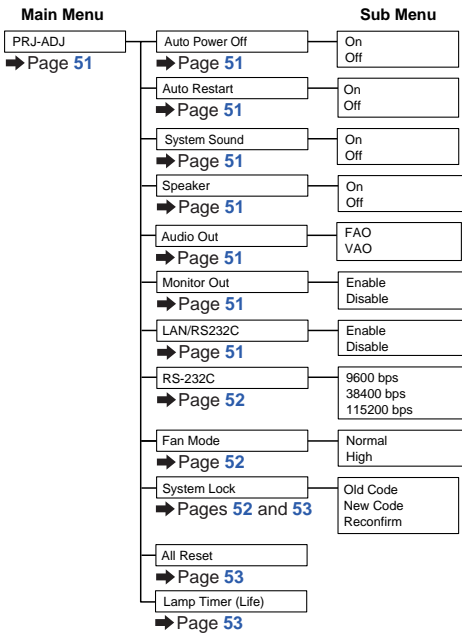 Main Menu
Sub Menu
PRJ-ADJ
➡Page 51
Auto Power Off
➡Page 51
On
Off
Auto Restart
➡Page 51
On
Off
System Sound
➡Page 51
On
Off
Speaker
➡Page 51
On
Off
Audio Out
➡Page 51
FAO
VAO
Monitor Out
➡Page 51
Enable
Disable
LAN/RS232C
➡Page 51
Enable
Disable
RS-232C
➡Page 52
9600 bps
38400 bps
115200 bps
Fan Mode
➡Page 52
Normal
High
System Lock
➡Pages 52 and 53
Old Code
New Code
Reconfirm
All Reset
➡Page 53
Lamp Timer (Life)
➡Page 53